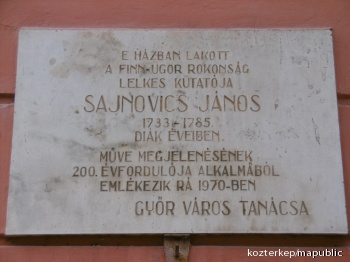 E HÁZBAN LAKOTT
A FINN-UGOR ROKONSÁG
LELKES KUTATÓJA
SAJNOVICS JÁNOS
1733-1785
DIÁK ÉVEIBEN.
MŰVE MEGJELENÉSÉNEK
200. ÉVFORDULÓJA ALKALMÁBÓL
EMLÉKEZIK RÁ 1970-BEN
GYŐR VÁROS TANÁCSA
kozterkep/mapublic